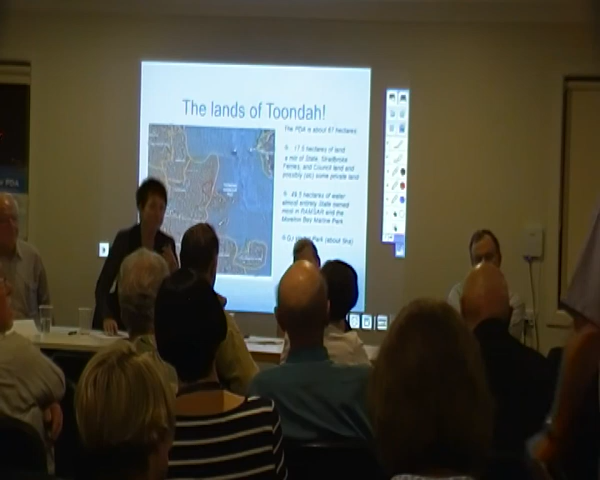 The lands of Toondah!
The PDA is about 67 hectares
17.5 hectares of land
a mix of State, Stradbroke
Ferries, and Council land and
possibly (sic) some private land
49.5 hectares of water
almost entirely State owned
most in RAMSAR and the
Moreton Bay Marine Park
PDA